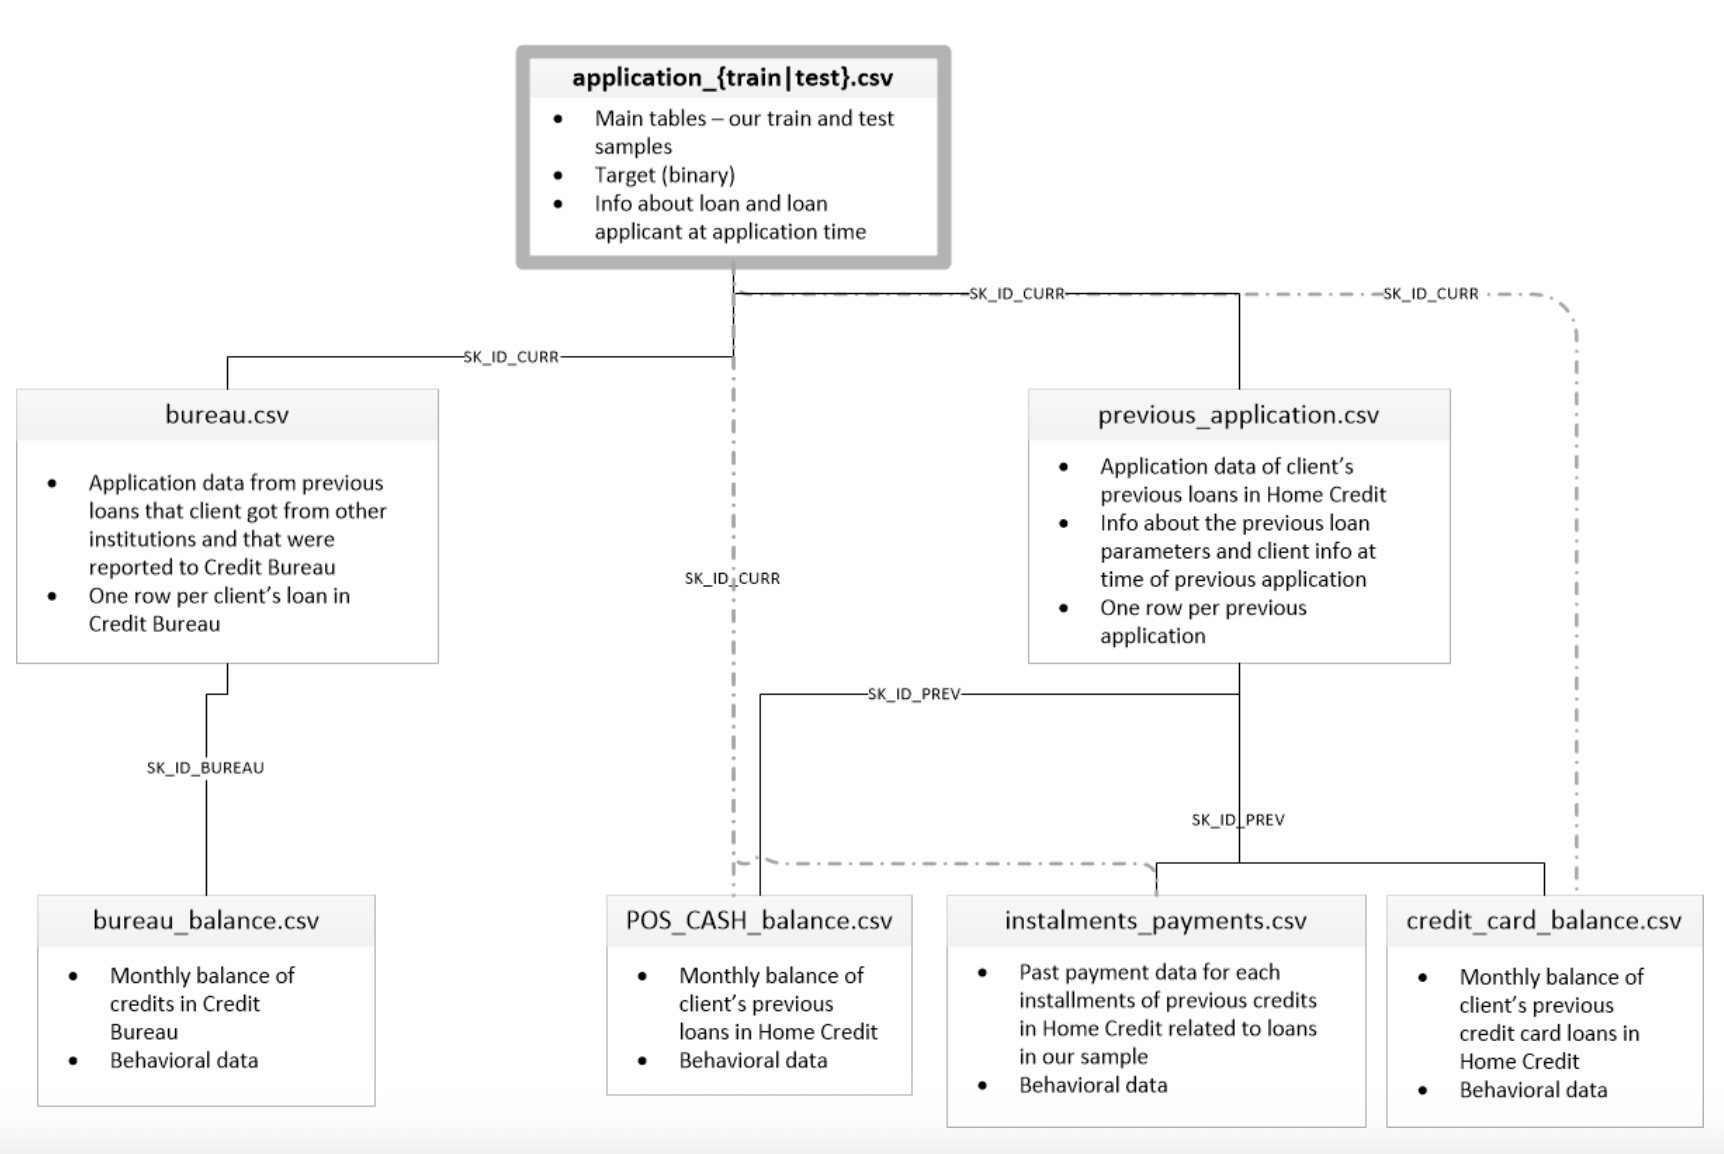 application_{train|test}.csv
• Main tables – our train and test
samples
• Target (binary)
• Info about loan and loan
applicant at application time
SK_ID_CURR
SK_ID_CURR
SK_ID_CURR
bureau.csv
• Application data from previous
loans that client got from other
institutions and that were
reported to Credit Bureau
• One row per client’s loan in
Credit Bureau
previous_application.csv
• Application data of client’s
previous loans in Home Credit
• Info about the previous loan
parameters and client info at
time of previous application
• One row per previous
application
SK_ID_CURR
SK_ID_PREV
SK_ID_BUREAU
SK_ID_PREV
bureau_balance.csv
• Monthly balance of
credits in Credit
Bureau
• Behavioral data
POS_CASH_balance.csv
• Monthly balance of
client’s previous
loans in Home Credit
• Behavioral data
instalments_payments.csv
• Past payment data for each
installments of previous credits
in Home Credit related to loans
in our sample
• Behavioral data
credit_card_balance.csv
• Monthly balance of
client’s previous
credit card loans in
Home Credit
• Behavioral data